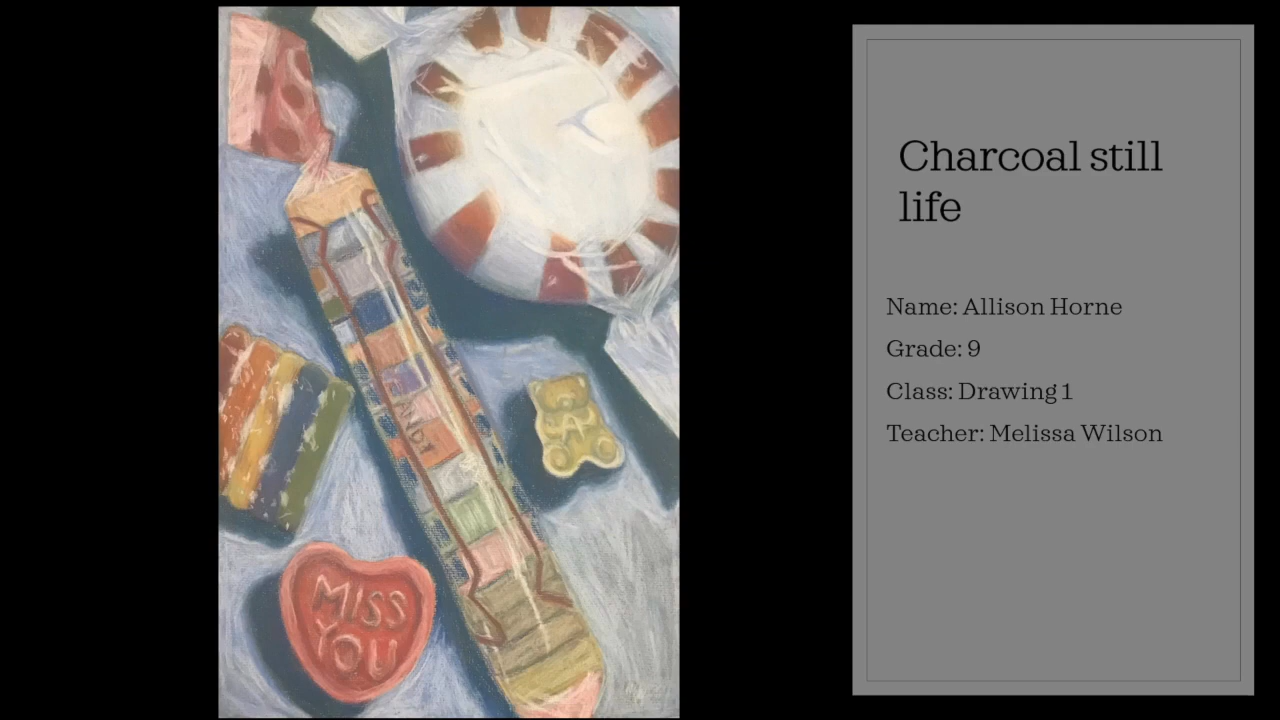 Charcoal still
life
Name: Allison Horne
Grade: 9
Class: Drawing 1
Teacher: Melissa Wilson
MISS
YOU